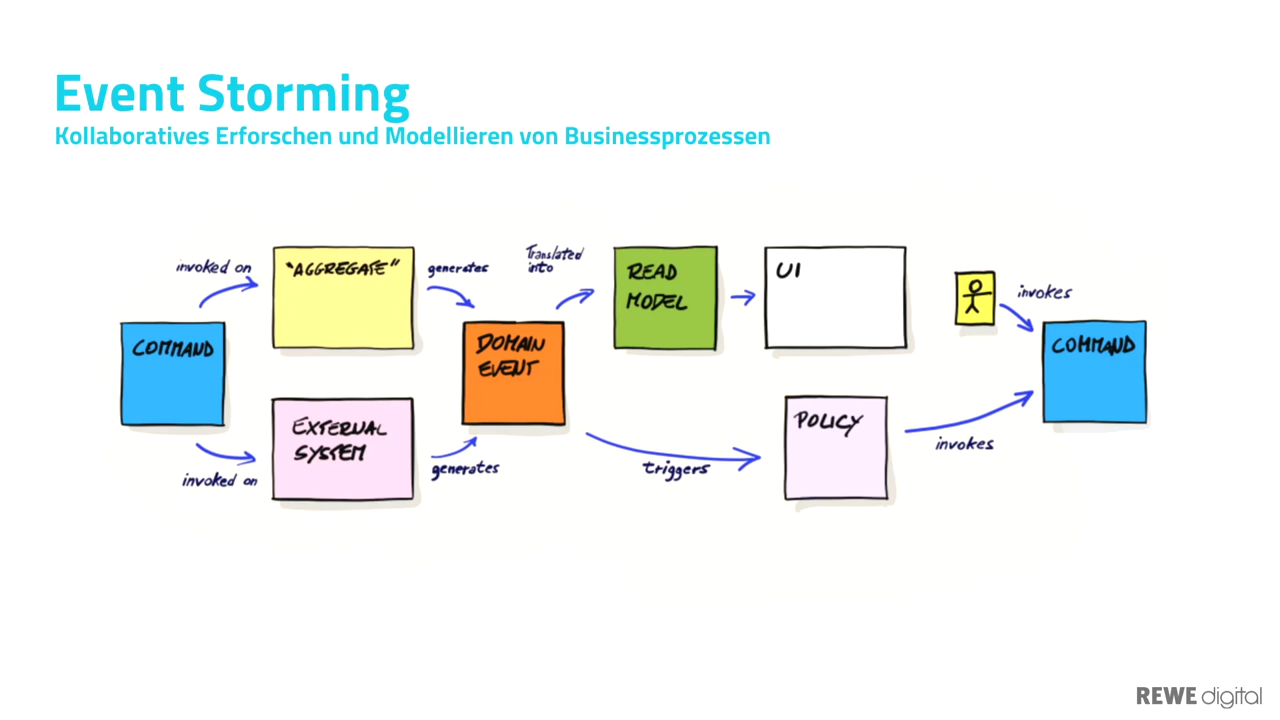 Event Storming
Kollaboratives Erforschen und Modellieren von Businessprozessen
invoked on
"AGGREGATE"
generates
Translated
into
READ
MODEL
UI
invokes
COMMAND
DOMAIN
EVENT
COMMAND
EXTERNAL
SYSTEM
POLICY
invoked on
generates
triggers
invokes
REWE digital